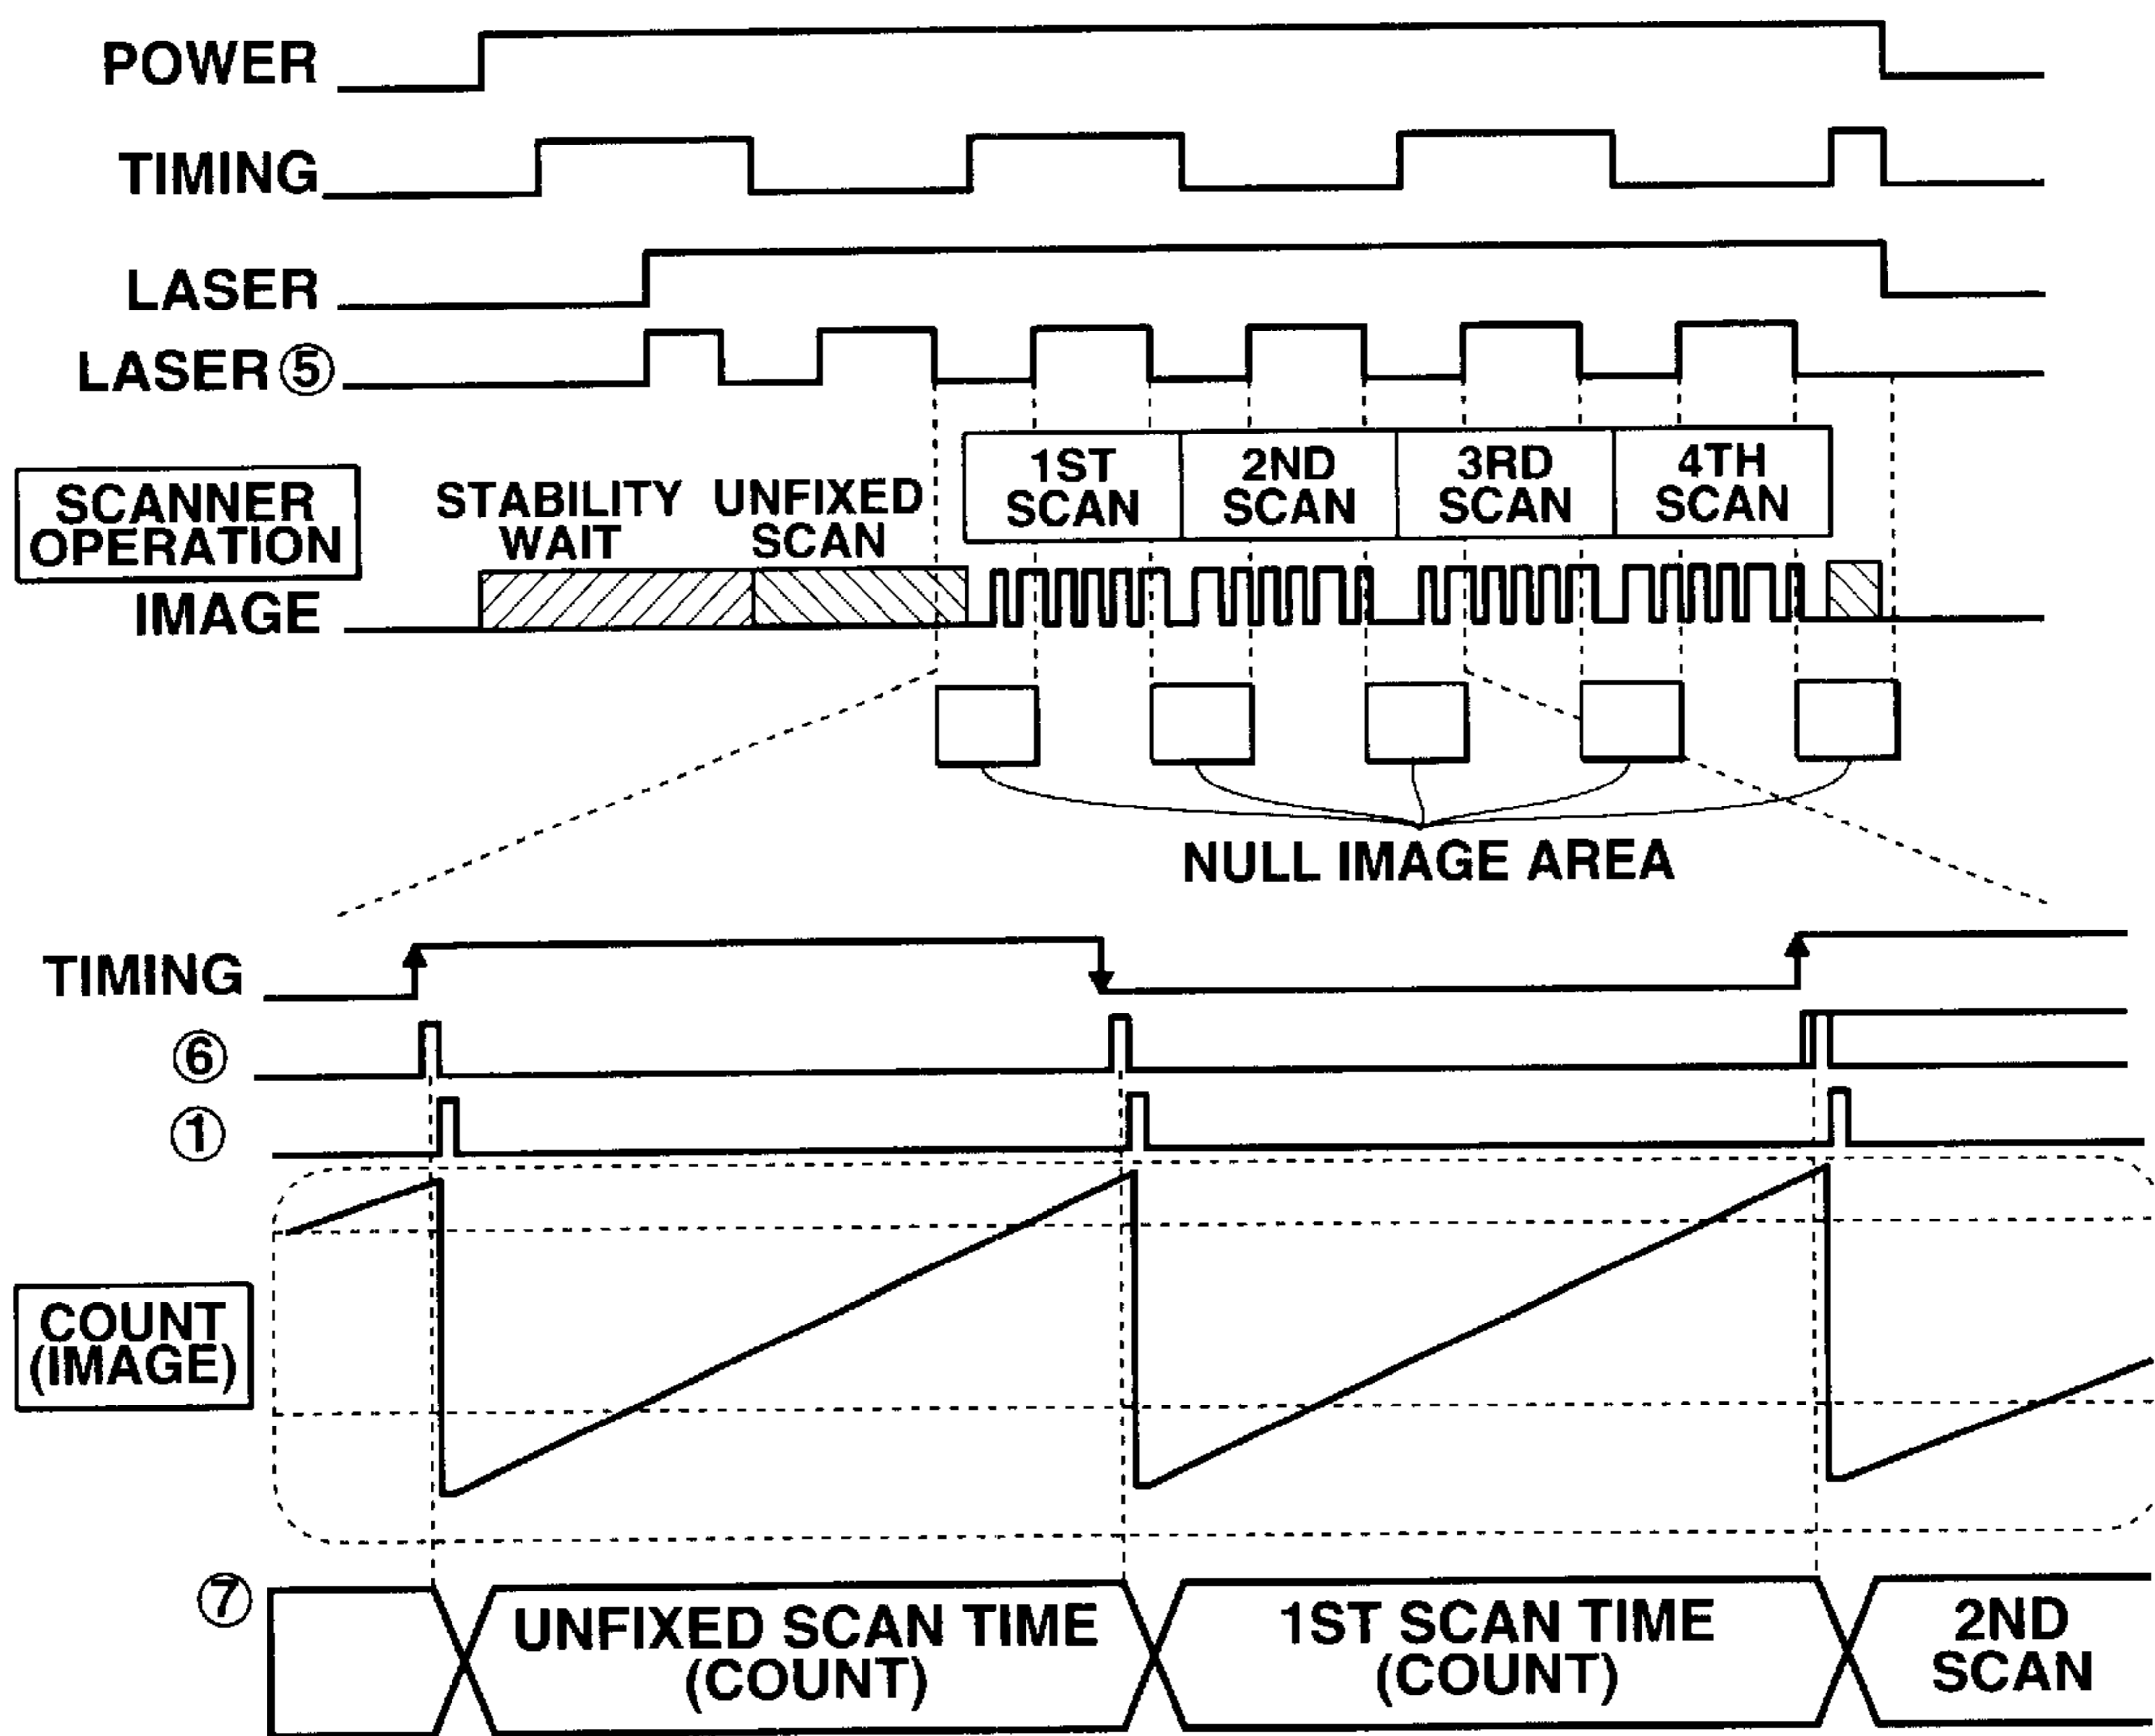 POWER
TIMING
LASER
LASER ⑤
1ST
SCAN
2ND
SCAN
3RD
SCAN
4TH
SCAN
SCANNER
OPERATION
STABILITY
WAIT
UNFIXED
SCAN
IMAGE
NULL IMAGE AREA
TIMING
⑥
①
COUNT
(IMAGE)
⑦
UNFIXED SCAN TIME
(COUNT)
1ST SCAN TIME
(COUNT)
2ND
SCAN